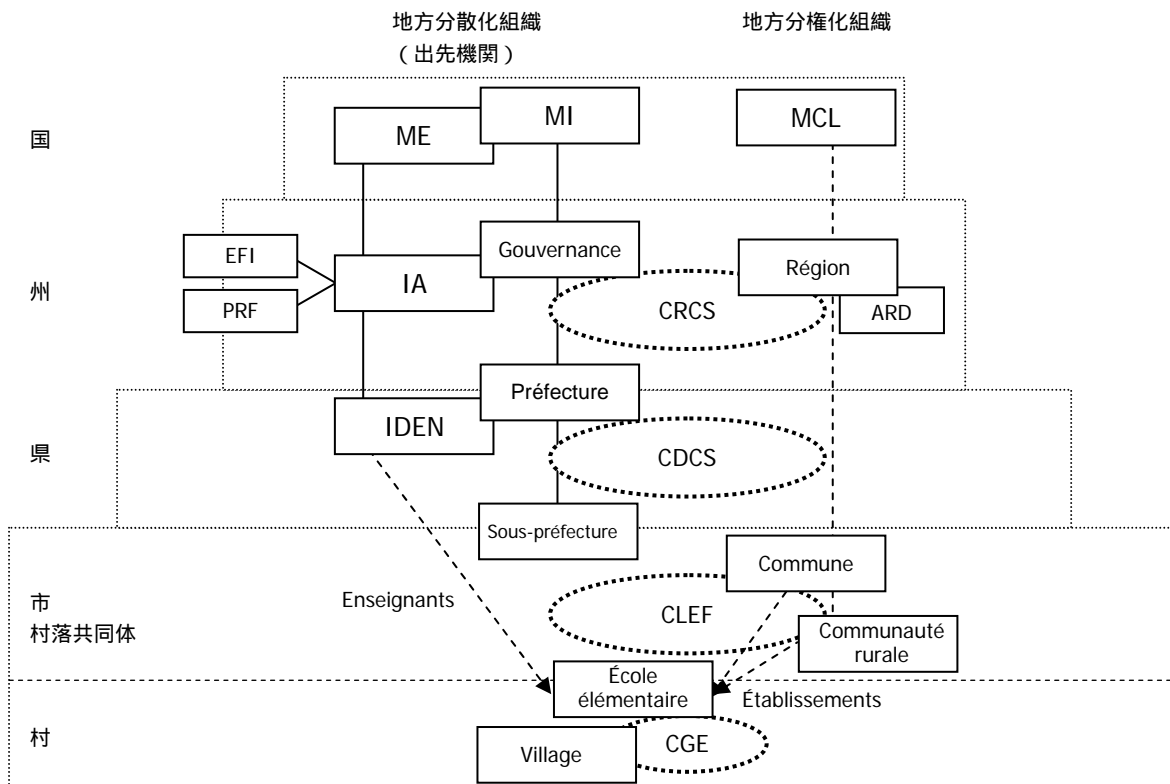 地方分散化組織
（出先機関）
地方分権化組織
国
ME
MI
MCL
州
EFI
PRF
IA
Gouvernance
CRCS
Région
ARD
県
IDEN
Préfecture
CDCS
Sous-préfecture
市
村落共同体
Enseignants
CLEF
Commune
Communauté
rurale
École
élémentaire
Établissements
村
Village
CGE